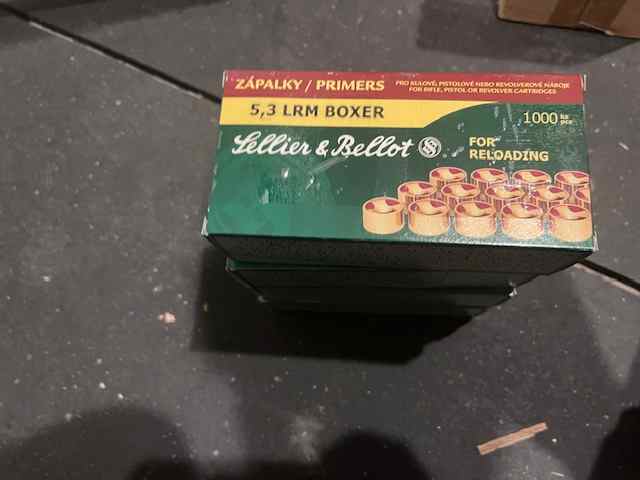 ZÁPALKY / PRIMERS
PRO KULOVÉ, PISTOLOVÉ NEBO REVOLVEROVÉ NÁBOJE
FOR RIFLE, PISTOL OR REVOLVER CARTRIDGES
5,3 LRM BOXER
1000 ks
pcs
Sellier & Bellot
FOR
RELOADING